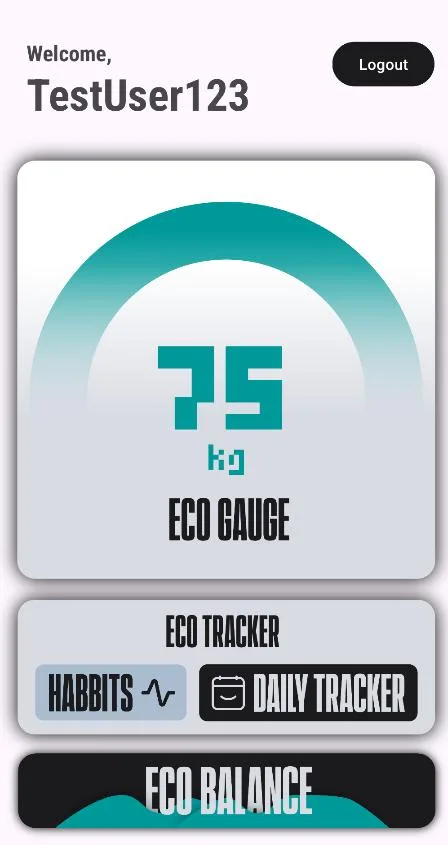 Welcome,
Logout
TestUser123
75
kg
ECO GAUGE
ECO TRACKER
HABBITS
DAILY TRACKER
ECO BALANCE